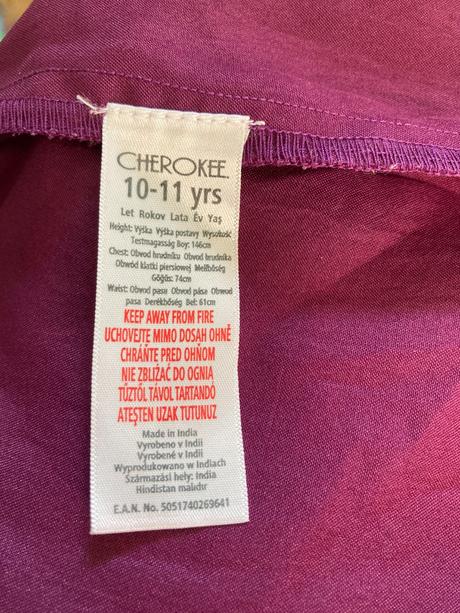 CHEROKEE
10-11 yrs
Let Rokov Lata Év Yaş
Height: Výška Výška postavy Wysokość
Testmagasság Boy: 146cm
Chest: Obvod hrudníku Obvod hrudníka
Obwód klatki piersiowej Mellbőség
Göğüs: 74cm
Waist: Obvod pasu Obvod pása Obwod
pasa Derékbőség Bel: 61cm
KEEP AWAY FROM FIRE
UCHOVEJTE MIMO DOSAH OHNĚ
CHRÁŇTE PRED OHŇOM
NIE ZBLIŻAĆ DO OGNIA
TŰZTŐL TÁVOL TARTANDÓ
ATEŞTEN UZAK TUTUNUZ
Made in India
Vyrobeno v Indii
Vyrobené v Indii
Wyprodukowano w Indiach
Származási hely: India
Hindistan malıdır
E.A.N. No. 5051740269641